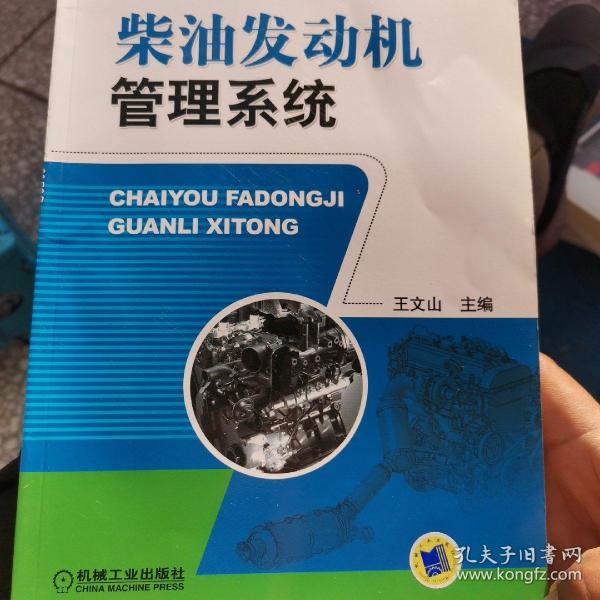 柴油发动机
管理系统
CHAIYOU FADONGJI
GUANLI XITONG
王文山 主编
机械工业出版社
CHINA MACHINE PRESS
孔夫子旧书网
www.kongfz.com